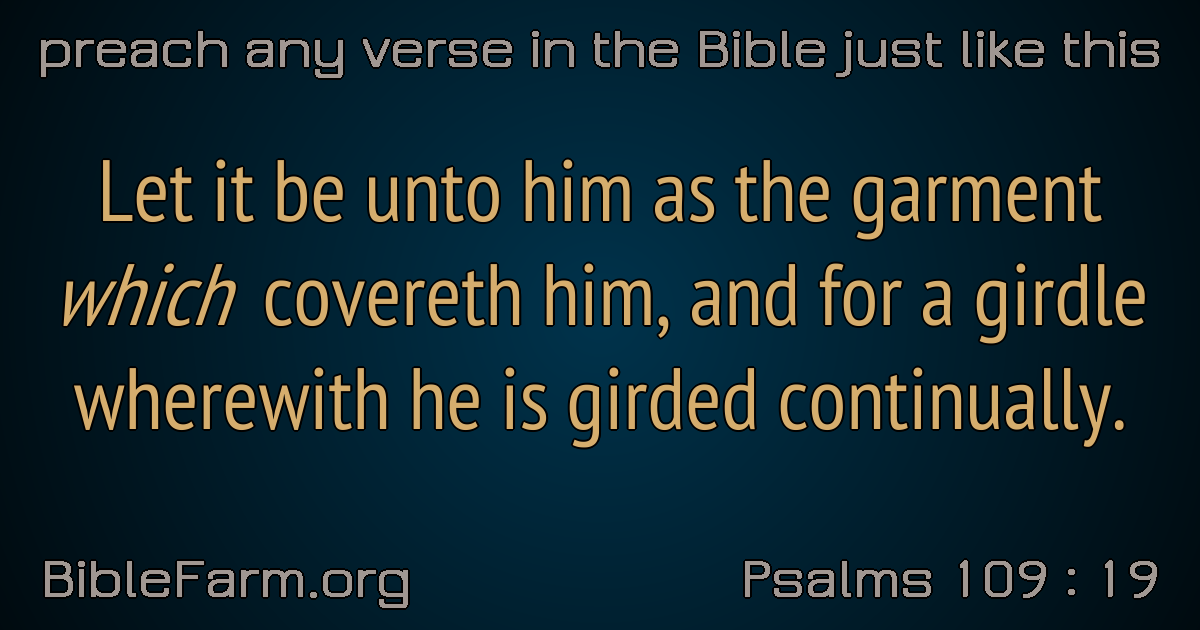 preach any verse in the Bible just like this
Let it be unto him as the garment
which covereth him, and for a girdle
wherewith he is girded continually.
BibleFarm.org
Psalms 109 : 19